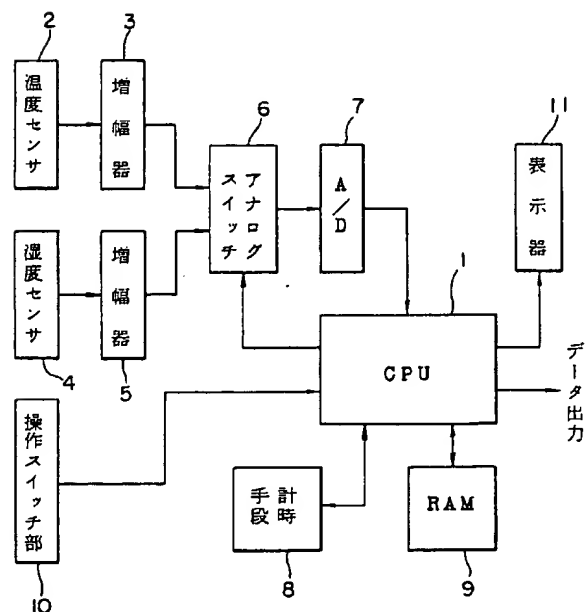 2
3
温度センサ
増幅器
6
7
11
アナログスイッチ
A/D
表示器
湿度センサ
増幅器
1
CPU
4
5
データ出力
操作スイッチ部
計時手段
RAM
10
8
9